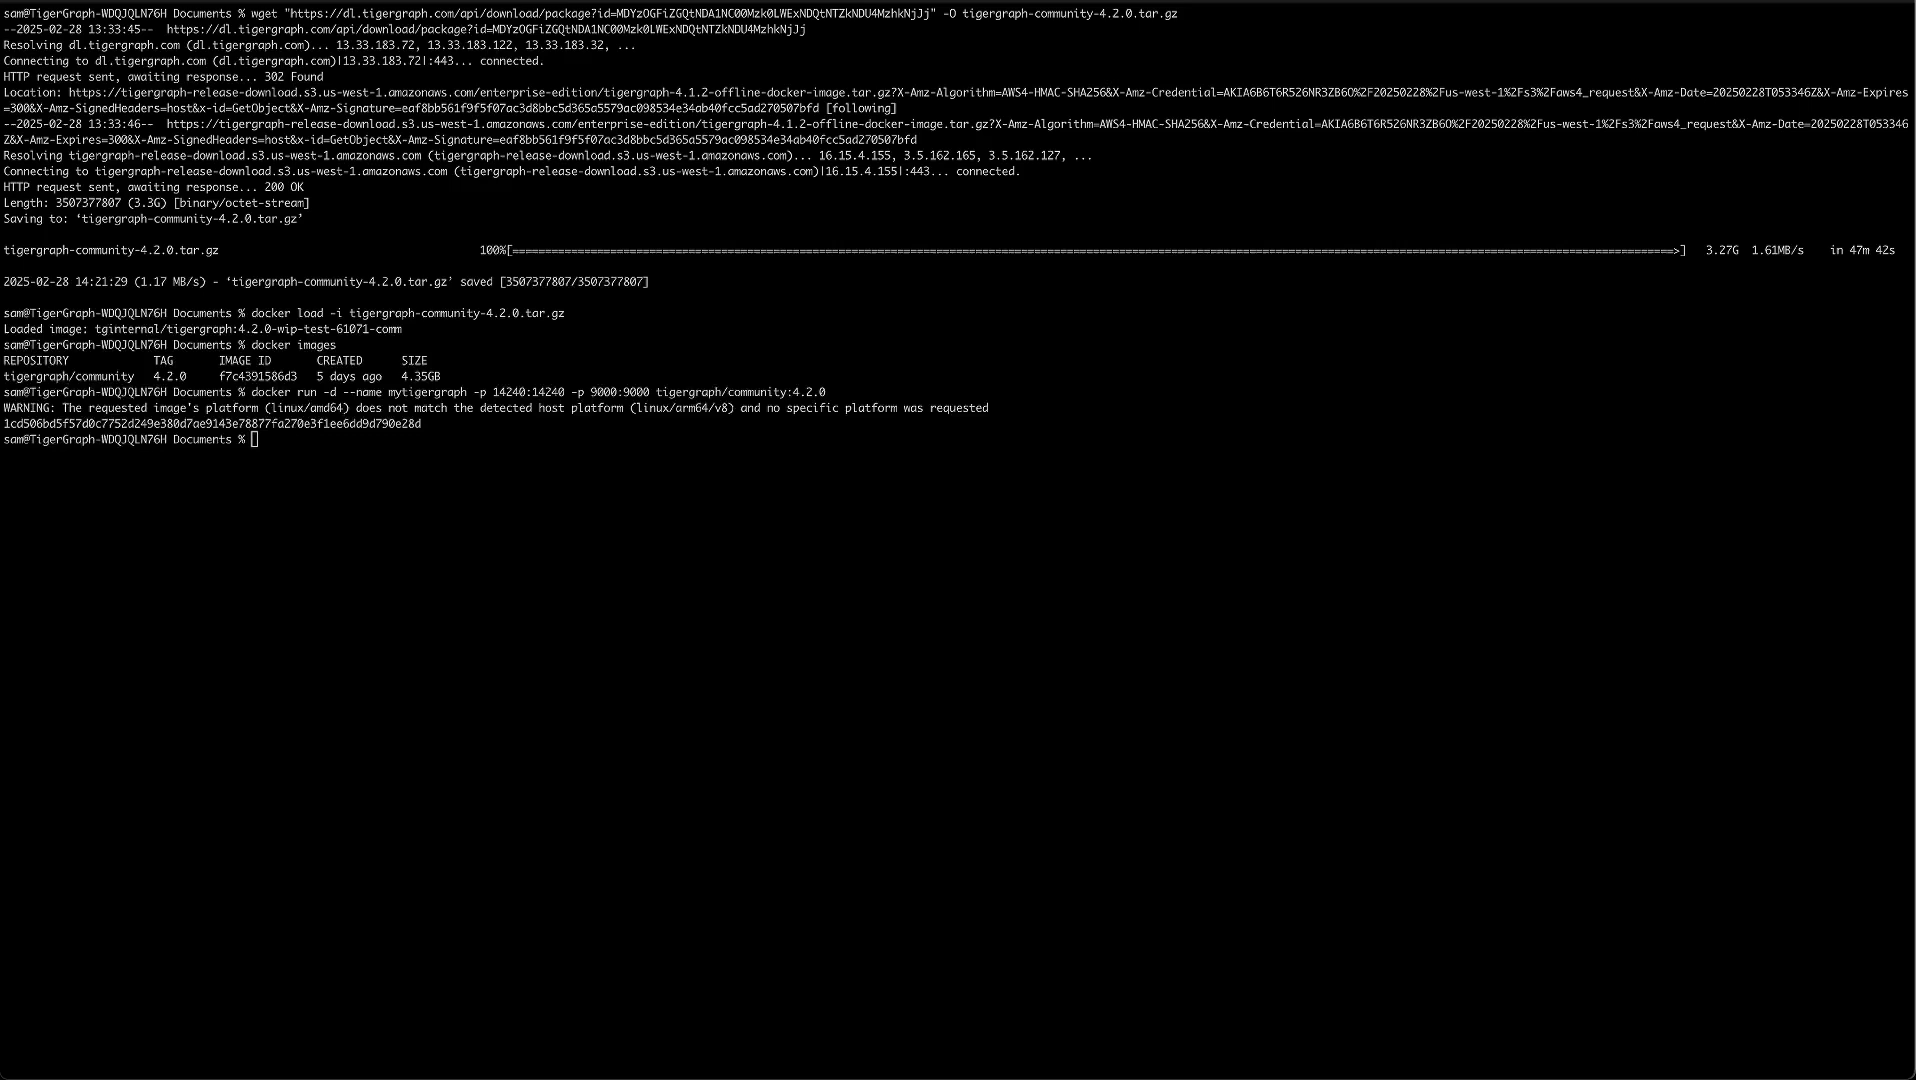 sam@TigerGraph-WDQJQLN76H Documents % wget "https://dl.tigergraph.com/api/download/package?id=MDYzOGFiZGQtNDA1NC00Mzk0LWExNDQtNTZkNDU4MzhkNjJj" -O tigergraph-community-4.2.0.tar.gz
--2025-02-28 13:33:45--  https://dl.tigergraph.com/api/download/package?id=MDYzOGFiZGQtNDA1NC00Mzk0LWExNDQtNTZkNDU4MzhkNjJj
Resolving dl.tigergraph.com (dl.tigergraph.com)... 13.33.183.72, 13.33.183.122, 13.33.183.32, ...
Connecting to dl.tigergraph.com (dl.tigergraph.com)|13.33.183.72|:443... connected.
HTTP request sent, awaiting response... 302 Found
Location: https://tigergraph-release-download.s3.us-west-1.amazonaws.com/enterprise-edition/tigergraph-4.1.2-offline-docker-image.tar.gz?X-Amz-Algorithm=AWS4-HMAC-SHA256&X-Amz-Credential=AKIA6B6T6R526NR3ZB6O%2F20250228%2Fus-west-1%2Fs3%2Faws4_request&X-Amz-Date=20250228T053346Z&X-Amz-Expires
=300&X-Amz-SignedHeaders=host&x-id=GetObject&X-Amz-Signature=eaf8bb561f9f5f07ac3d8bbc5d365a5579ac098534e34ab40fcc5ad270507bfd [following]
--2025-02-28 13:33:46--  https://tigergraph-release-download.s3.us-west-1.amazonaws.com/enterprise-edition/tigergraph-4.1.2-offline-docker-image.tar.gz?X-Amz-Algorithm=AWS4-HMAC-SHA256&X-Amz-Credential=AKIA6B6T6R526NR3ZB6O%2F20250228%2Fus-west-1%2Fs3%2Faws4_request&X-Amz-Date=20250228T053346
Z&X-Amz-Expires=300&X-Amz-SignedHeaders=host&x-id=GetObject&X-Amz-Signature=eaf8bb561f9f5f07ac3d8bbc5d365a5579ac098534e34ab40fcc5ad270507bfd
Resolving tigergraph-release-download.s3.us-west-1.amazonaws.com (tigergraph-release-download.s3.us-west-1.amazonaws.com)... 16.15.4.155, 3.5.162.165, 3.5.162.127, ...
Connecting to tigergraph-release-download.s3.us-west-1.amazonaws.com (tigergraph-release-download.s3.us-west-1.amazonaws.com)|16.15.4.155|:443... connected.
HTTP request sent, awaiting response... 200 OK
Length: 3507377807 (3.3G) [binary/octet-stream]
Saving to: ‘tigergraph-community-4.2.0.tar.gz’
tigergraph-community-4.2.0.tar.gz 100%[==================================================>] 3.27G 1.61MB/s in 47m 42s
2025-02-28 14:21:29 (1.17 MB/s) - ‘tigergraph-community-4.2.0.tar.gz’ saved [3507377807/3507377807]
sam@TigerGraph-WDQJQLN76H Documents % docker load -i tigergraph-community-4.2.0.tar.gz
Loaded image: tginternal/tigergraph:4.2.0-wip-test-61071-comm
sam@TigerGraph-WDQJQLN76H Documents % docker images
REPOSITORY TAG IMAGE ID CREATED SIZE
tigergraph/community 4.2.0 f7c4391586d3 5 days ago 4.35GB
sam@TigerGraph-WDQJQLN76H Documents % docker run -d --name mytigergraph -p 14240:14240 -p 9000:9000 tigergraph/community:4.2.0
WARNING: The requested image's platform (linux/amd64) does not match the detected host platform (linux/arm64/v8) and no specific platform was requested
1cd506bd5f57d0c7752d249e380d7ae9143e78877fa270e3f1ee6dd9d790e28d
sam@TigerGraph-WDQJQLN76H Documents %